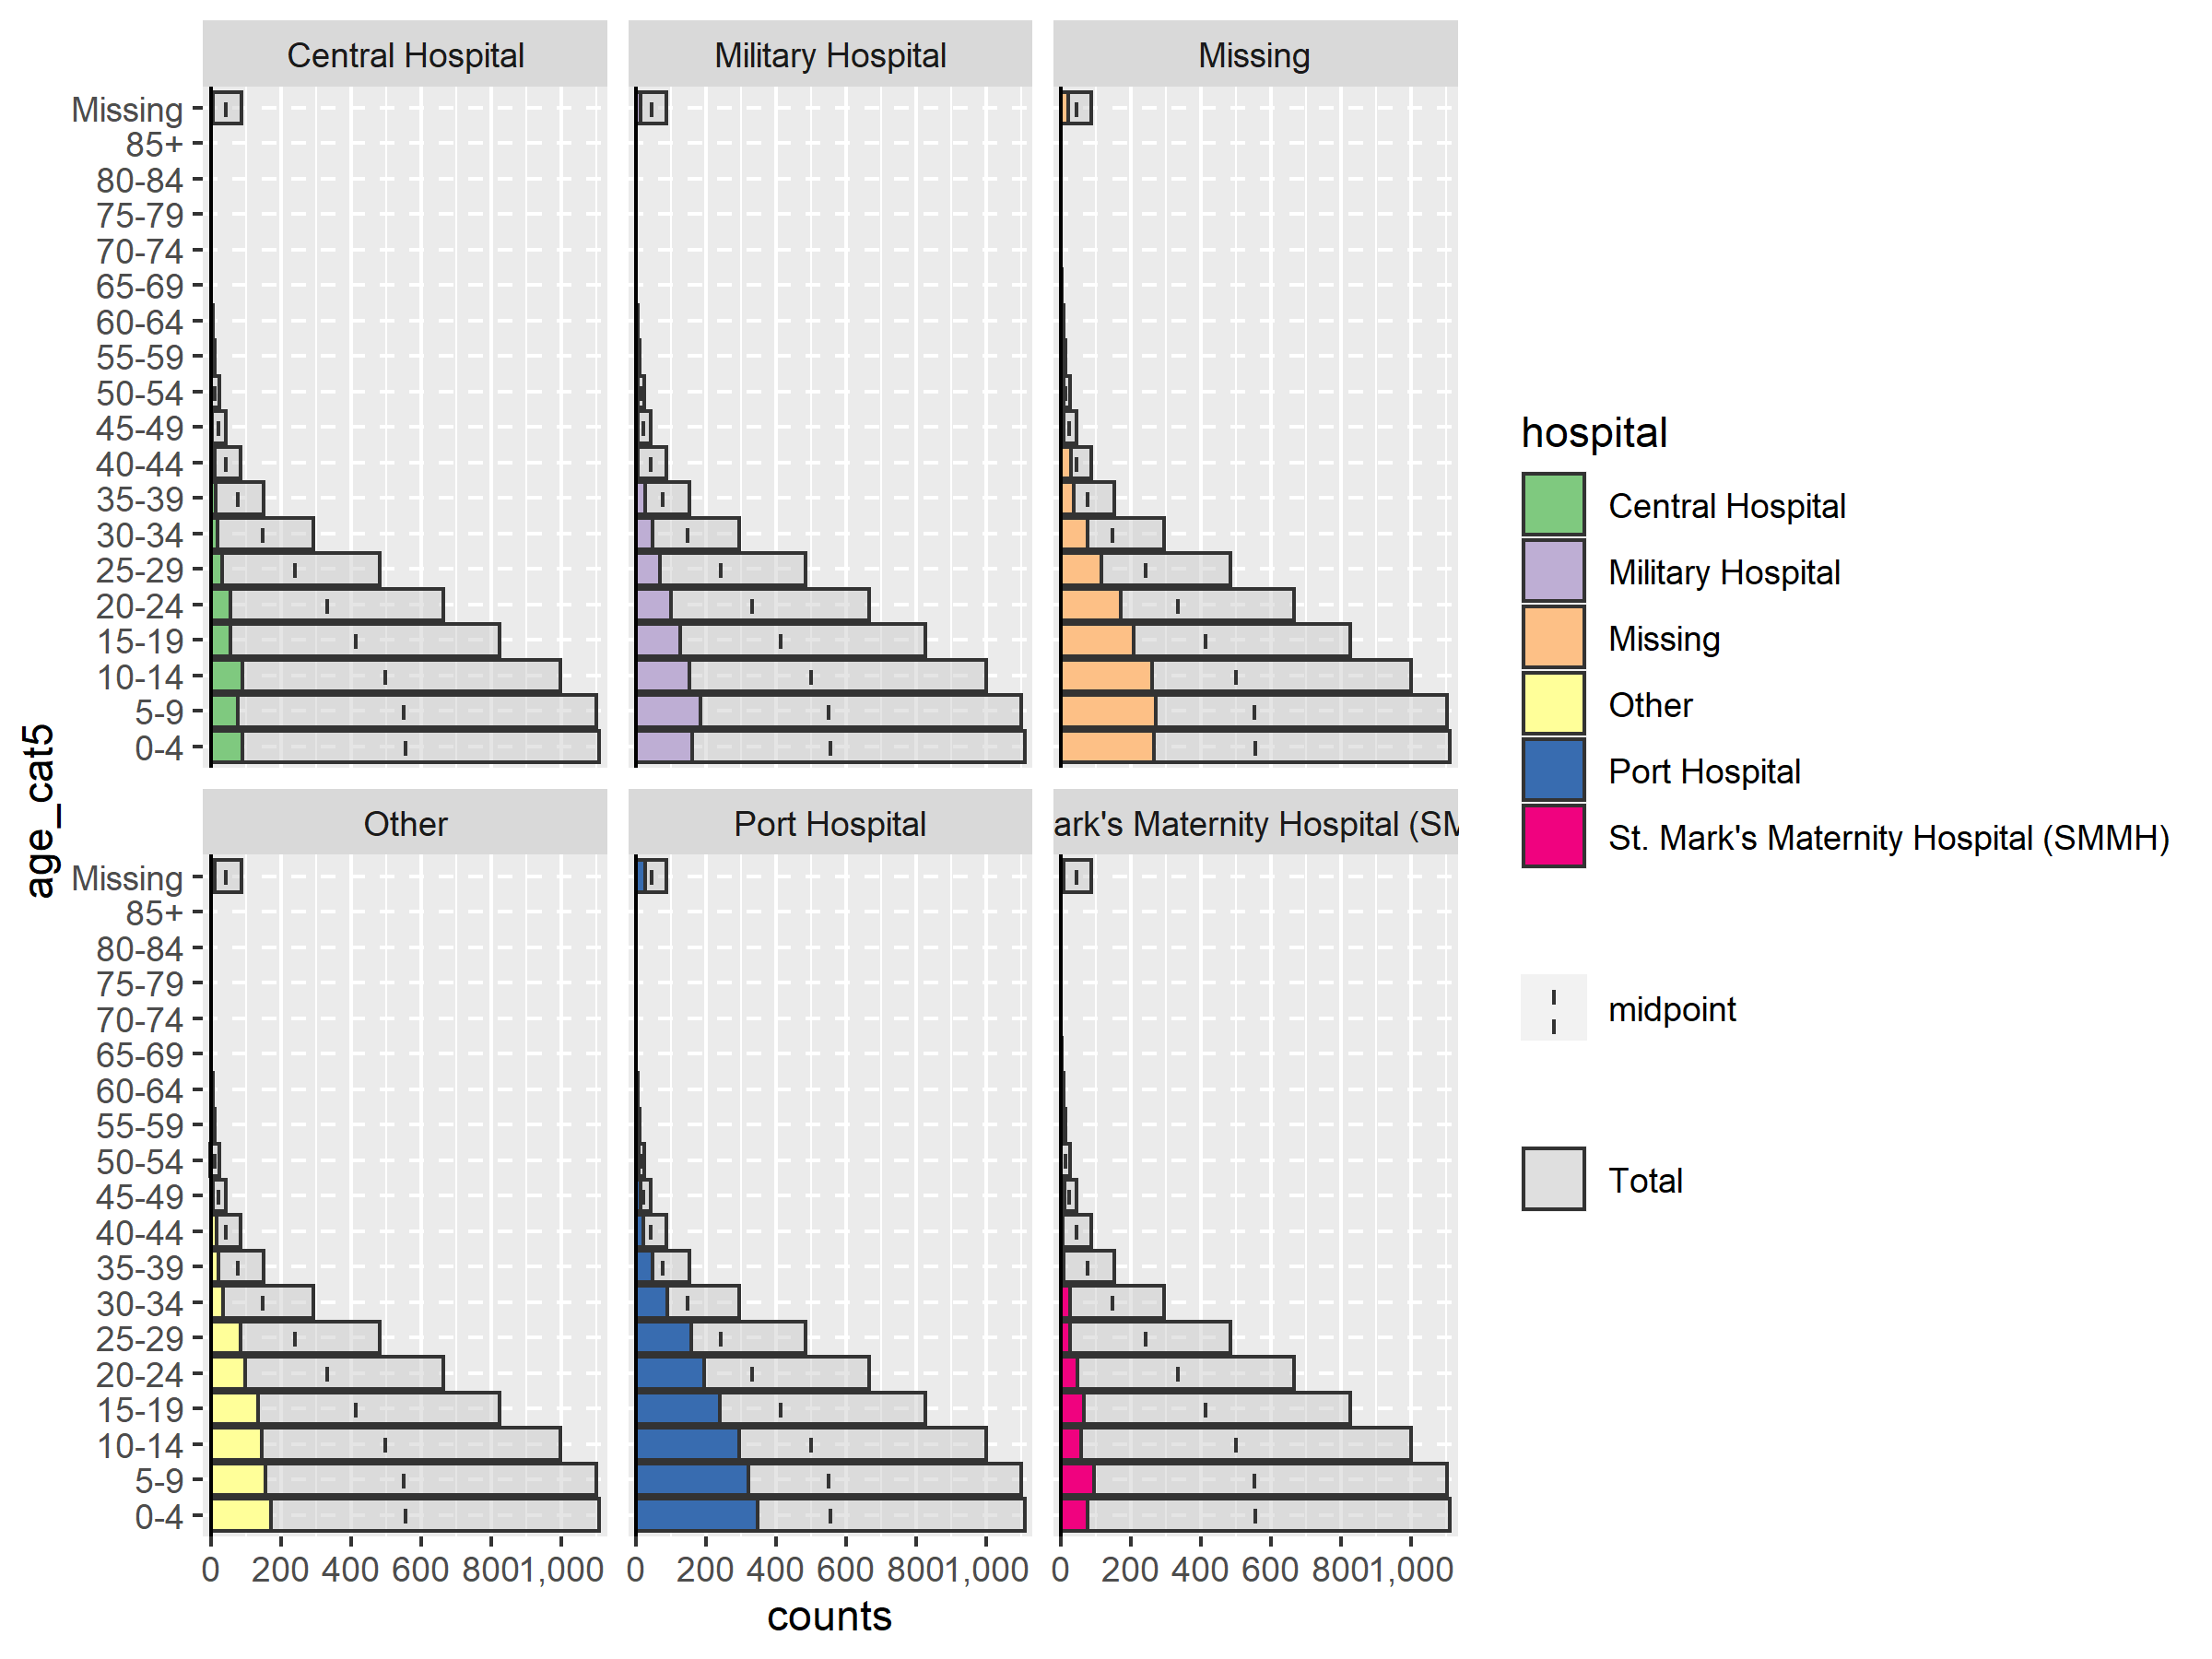 Central Hospital
Military Hospital
Missing
Missing
85+
80-84
75-79
70-74
65-69
60-64
55-59
50-54
45-49
40-44
35-39
30-34
25-29
20-24
15-19
10-14
5-9
0-4
Other
Port Hospital
ark's Maternity Hospital (SM
Missing
85+
80-84
75-79
70-74
65-69
60-64
55-59
50-54
45-49
40-44
35-39
30-34
25-29
20-24
15-19
10-14
5-9
0-4
0 200 400 600 800 1,000
0 200 400 600 800 1,000
0 200 400 600 800 1,000
counts
age_cat5
hospital
Central Hospital
Military Hospital
Missing
Other
Port Hospital
St. Mark's Maternity Hospital (SMMH)
midpoint
Total